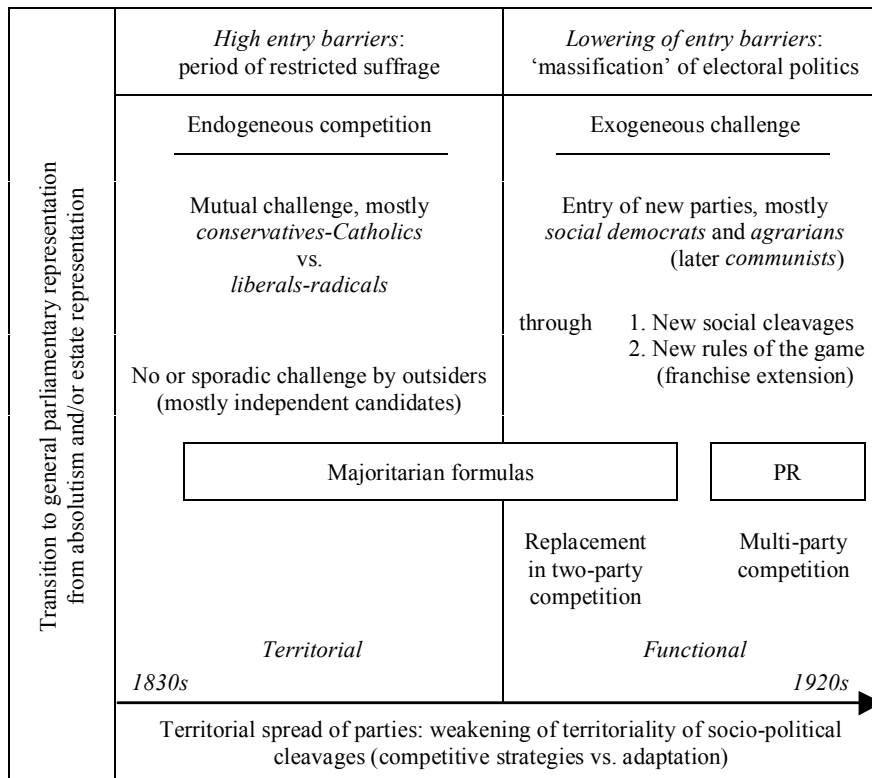 Transition to general parliamentary representation
from absolutism and/or estate representation
High entry barriers:
period of restricted suffrage
Lowering of entry barriers:
‘massification’ of electoral politics
Endogeneous competition
Mutual challenge, mostly
conservatives-Catholics
vs.
liberals-radicals
No or sporadic challenge by outsiders
(mostly independent candidates)
Exogeneous challenge
Entry of new parties, mostly
social democrats and agrarians
(later communists)
through 1. New social cleavages
2. New rules of the game
(franchise extension)
Majoritarian formulas
PR
Replacement
in two-party
competition
Multi-party
competition
Territorial
Functional
1830s
1920s
Territorial spread of parties: weakening of territoriality of socio-political
cleavages (competitive strategies vs. adaptation)